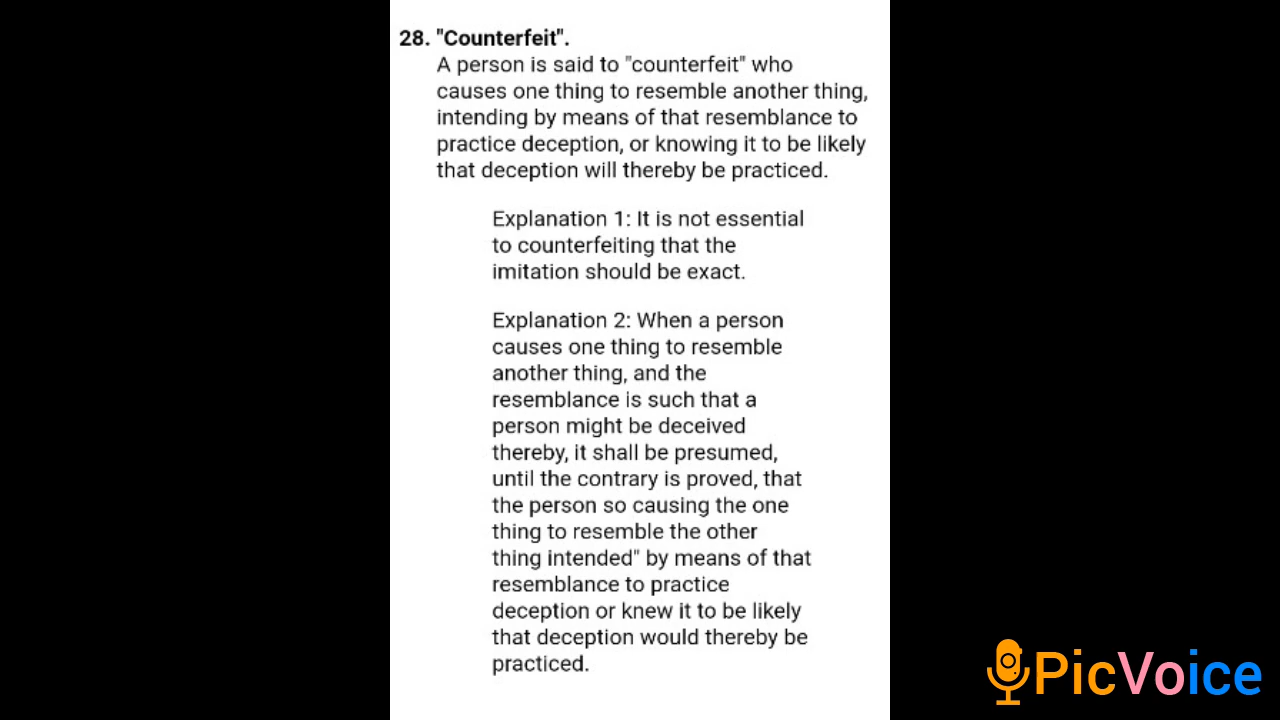 28. "Counterfeit".
A person is said to "counterfeit" who
causes one thing to resemble another thing,
intending by means of that resemblance to
practice deception, or knowing it to be likely
that deception will thereby be practiced.
Explanation 1: It is not essential
to counterfeiting that the
imitation should be exact.
Explanation 2: When a person
causes one thing to resemble
another thing, and the
resemblance is such that a
person might be deceived
thereby, it shall be presumed,
until the contrary is proved, that
the person so causing the one
thing to resemble the other
thing intended" by means of that
resemblance to practice
deception or knew it to be likely
that deception would thereby be
practiced.
PicVoice